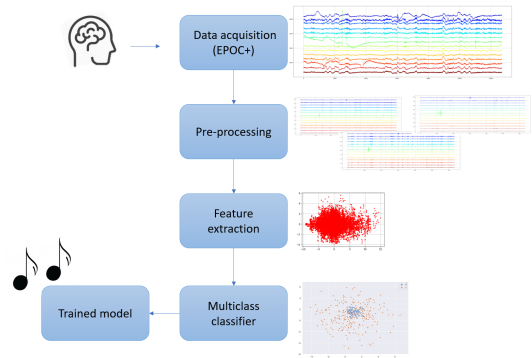 Data acquisition
(EPOC+)
Pre-processing
Feature
extraction
Multiclass
classifier
Trained model